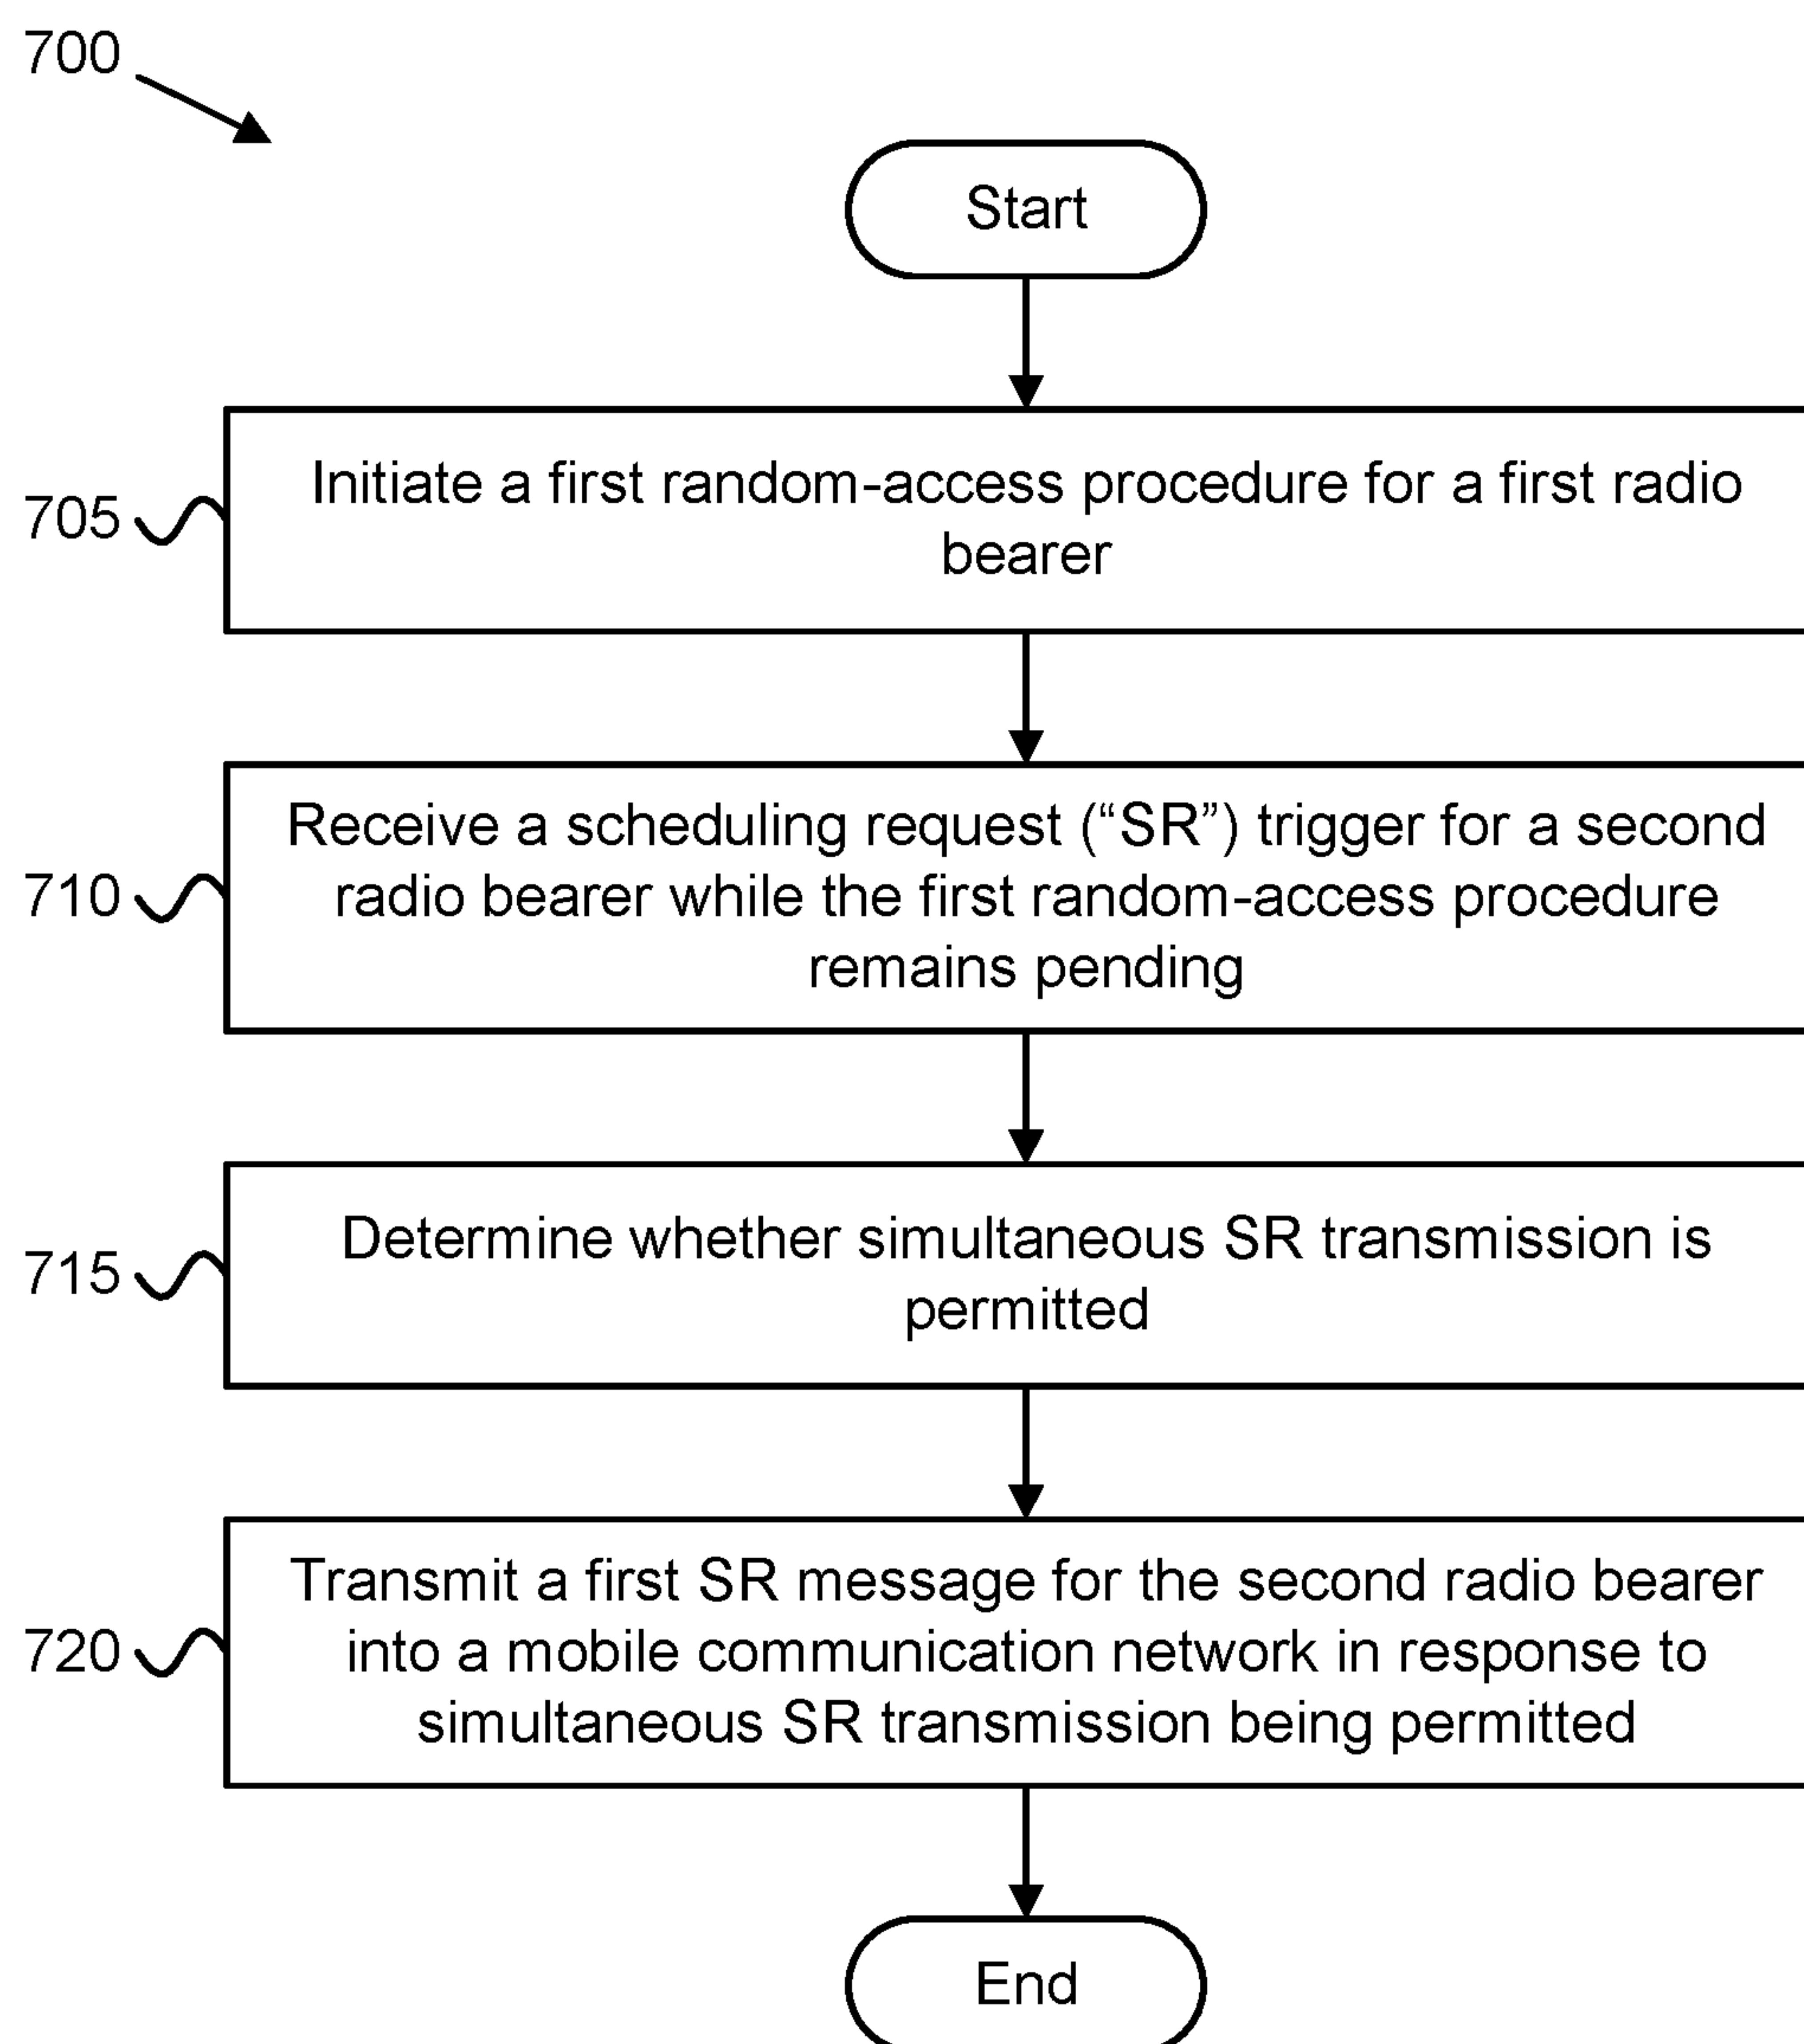 700
Start
705
Initiate a first random-access procedure for a first radio
bearer
710
Receive a scheduling request (“SR”) trigger for a second
radio bearer while the first random-access procedure
remains pending
715
Determine whether simultaneous SR transmission is
permitted
720
Transmit a first SR message for the second radio bearer
into a mobile communication network in response to
simultaneous SR transmission being permitted
End